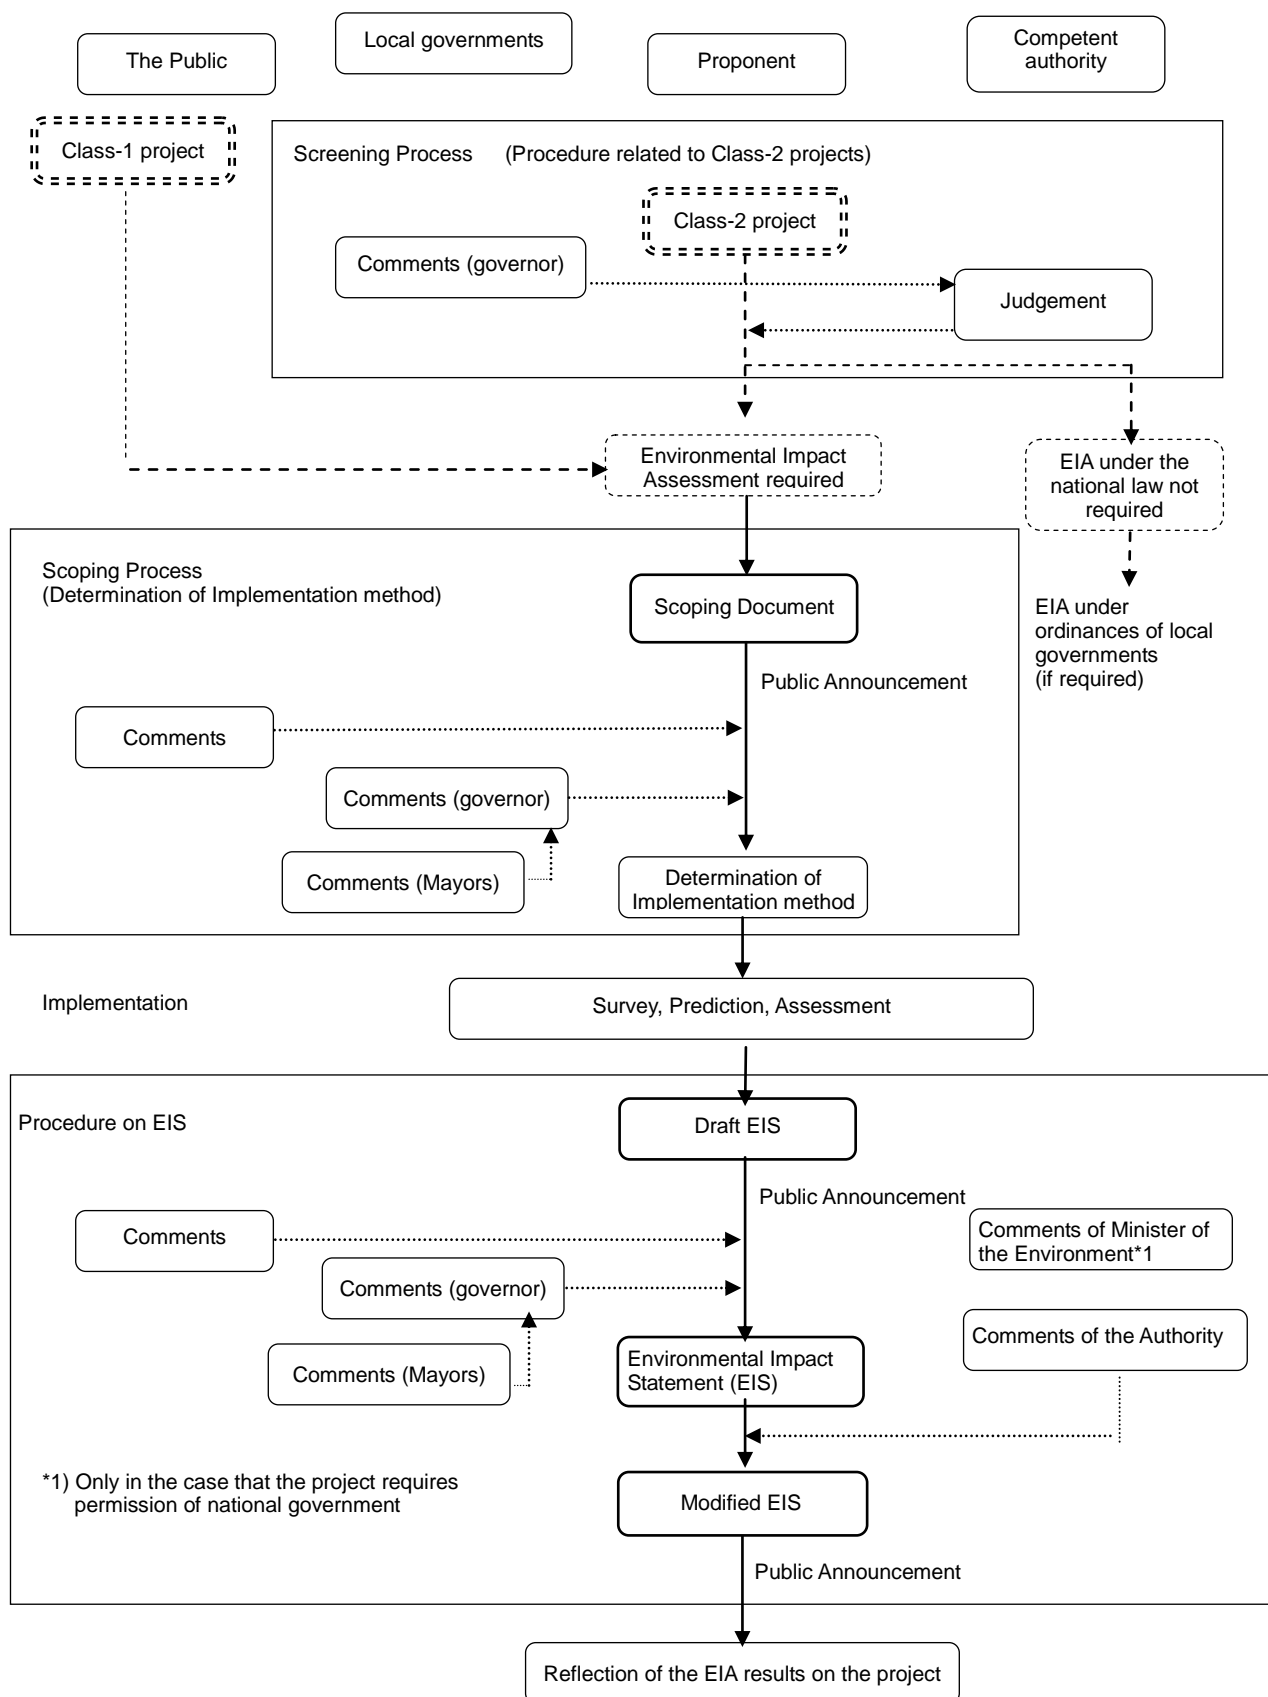 The Public
Local governments
Proponent
Competent
authority
Class-1 project
Screening Process (Procedure related to Class-2 projects)
Class-2 project
Comments (governor)
Judgement
Environmental Impact
Assessment required
EIA under the
national law not
required
Scoping Process
(Determination of Implementation method)
Scoping Document
EIA under
ordinances of local
governments
(if required)
Public Announcement
Comments
Comments (governor)
Comments (Mayors)
Determination of
Implementation method
Implementation
Survey, Prediction, Assessment
Procedure on EIS
Draft EIS
Public Announcement
Comments
Comments of Minister of
the Environment*1
Comments (governor)
Comments of the Authority
Comments (Mayors)
Environmental Impact
Statement (EIS)
*1) Only in the case that the project requires
permission of national government
Modified EIS
Public Announcement
Reflection of the EIA results on the project